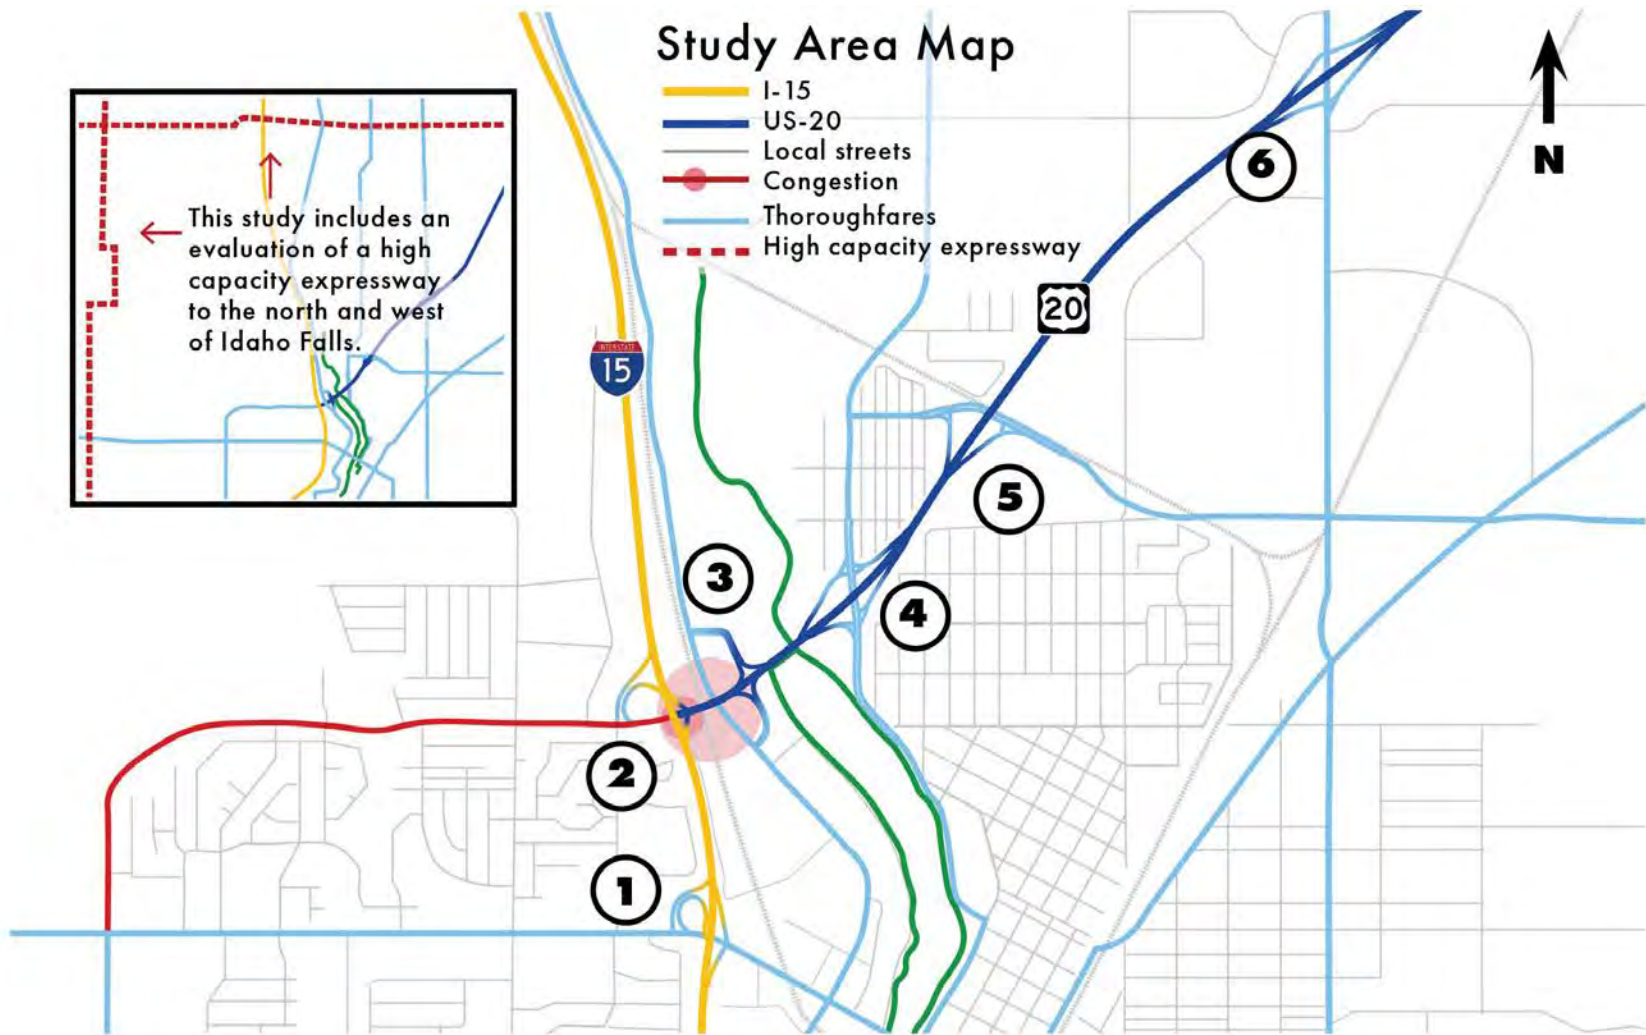 Study Area Map
I-15
US-20
Local streets
Congestion
Thoroughfares
High capacity expressway
N
This study includes an
evaluation of a high
capacity expressway
to the north and west
of Idaho Falls.
6
20
INTERSTATE
15
5
3
4
2
1